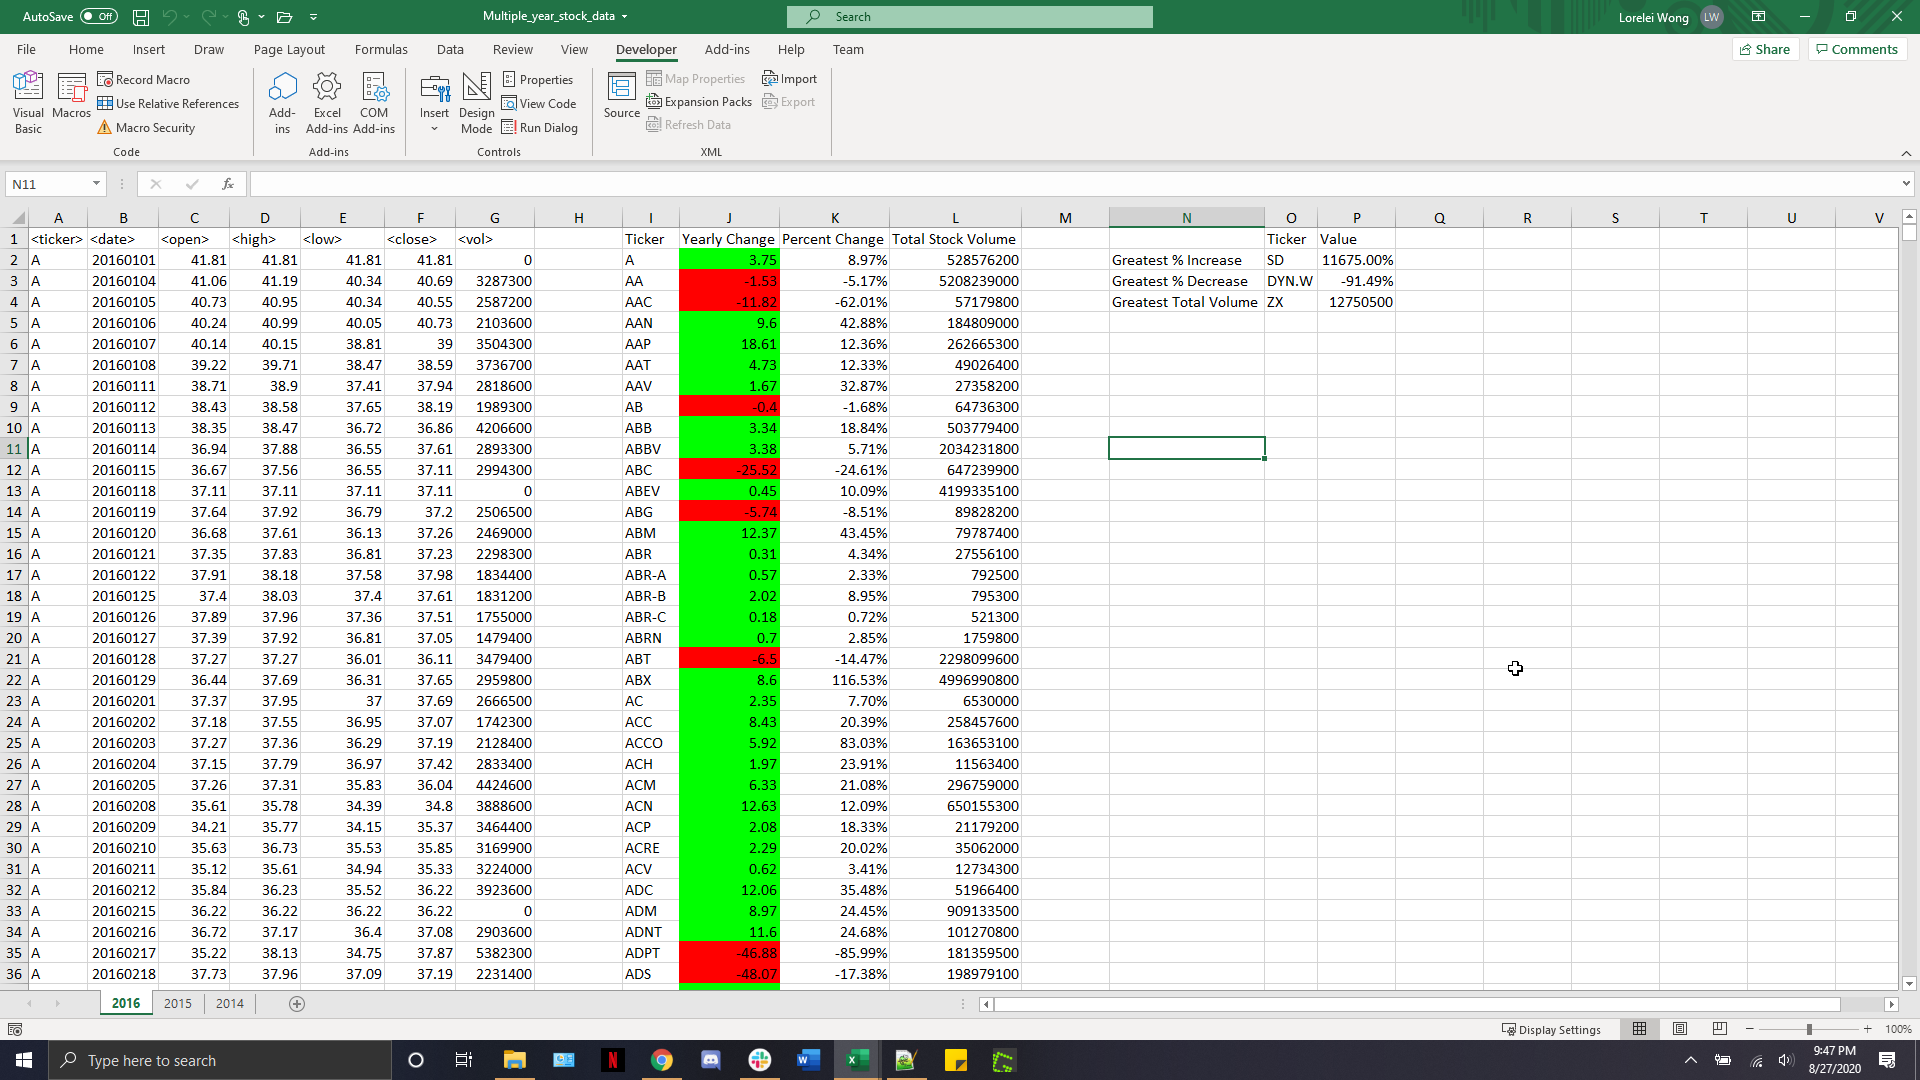 AutoSave Off Multiple_year_stock_data Search Lorelei Wong LW
File Home Insert Draw Page Layout Formulas Data Review View Developer Add-ins Help Team Share Comments
Visual Basic
Macros
Record Macro
Use Relative References
Macro Security
Code
Add-ins
Excel Add-ins
COM Add-ins
Add-ins
Insert
Design Mode
Properties
View Code
Run Dialog
Controls
Source
Map Properties
Expansion Packs
Refresh Data
Import
Export
XML
N11 fx
A B C D E F G H I J K L M N O P Q R S T U V
1 <ticker> <date> <open> <high> <low> <close> <vol> Ticker Yearly Change Percent Change Total Stock Volume Ticker Value
2 A 20160101 41.81 41.81 41.81 41.81 0 A 3.75 8.97% 528576200 Greatest % Increase SD 11675.00%
3 A 20160104 41.06 41.19 40.34 40.69 3287300 AA -1.53 -5.17% 5208239000 Greatest % Decrease DYN.W -91.49%
4 A 20160105 40.73 40.95 40.34 40.55 2587200 AAC -11.82 -62.01% 57179800 Greatest Total Volume ZX 12750500
5 A 20160106 40.24 40.99 40.05 40.73 2103600 AAN 9.6 42.88% 184809000
6 A 20160107 40.14 40.15 38.81 39 3504300 AAP 18.61 12.36% 262665300
7 A 20160108 39.22 39.71 38.47 38.59 3736700 AAT 4.73 12.33% 49026400
8 A 20160111 38.71 38.9 37.41 37.94 2818600 AAV 1.67 32.87% 27358200
9 A 20160112 38.43 38.58 37.65 38.19 1989300 AB -0.4 -1.68% 64736300
10 A 20160113 38.35 38.47 36.72 36.86 4206600 ABB 3.34 18.84% 503779400
11 A 20160114 36.94 37.88 36.55 37.61 2893300 ABBV 3.38 5.71% 2034231800
12 A 20160115 36.67 37.56 36.55 37.11 2994300 ABC -25.52 -24.61% 647239900
13 A 20160118 37.11 37.11 37.11 37.11 0 ABEV 0.45 10.09% 4199335100
14 A 20160119 37.64 37.92 36.79 37.2 2506500 ABG -5.74 -8.51% 89828200
15 A 20160120 36.68 37.61 36.13 37.26 2469000 ABM 12.37 43.45% 79787400
16 A 20160121 37.35 37.83 36.81 37.23 2298300 ABR 0.31 4.34% 27556100
17 A 20160122 37.91 38.18 37.58 37.98 1834400 ABR-A 0.57 2.33% 792500
18 A 20160125 37.4 38.03 37.4 37.61 1831200 ABR-B 2.02 8.95% 795300
19 A 20160126 37.89 37.96 37.36 37.51 1755000 ABR-C 0.18 0.72% 521300
20 A 20160127 37.39 37.92 36.81 37.05 1479400 ABRN 0.7 2.85% 1759800
21 A 20160128 37.27 37.27 36.01 36.11 3479400 ABT -6.5 -14.47% 2298099600
22 A 20160129 36.44 37.69 36.31 37.65 2959800 ABX 8.6 116.53% 4996990800
23 A 20160201 37.37 37.95 37 37.69 2666500 AC 2.35 7.70% 6530000
24 A 20160202 37.18 37.55 36.95 37.07 1742300 ACC 8.43 20.39% 258457600
25 A 20160203 37.27 37.36 36.29 37.19 2128400 ACCO 5.92 83.03% 163653100
26 A 20160204 37.15 37.79 36.97 37.42 2833400 ACH 1.97 23.91% 11563400
27 A 20160205 37.26 37.31 35.83 36.04 4424600 ACM 6.33 21.08% 296759000
28 A 20160208 35.61 35.78 34.39 34.8 3888600 ACN 12.63 12.09% 650155300
29 A 20160209 34.21 35.77 34.15 35.37 3464400 ACP 2.08 18.33% 21179200
30 A 20160210 35.63 36.73 35.53 35.85 3169900 ACRE 2.29 20.02% 35062000
31 A 20160211 35.12 35.61 34.94 35.33 3224000 ACV 0.62 3.41% 12734300
32 A 20160212 35.84 36.23 35.52 36.22 3923600 ADC 12.06 35.48% 51966400
33 A 20160215 36.22 36.22 36.22 36.22 0 ADM 8.97 24.45% 909133500
34 A 20160216 36.72 37.17 36.4 37.08 2903600 ADNT 11.6 24.68% 101270800
35 A 20160217 35.22 38.13 34.75 37.87 5382300 ADPT -46.88 -85.99% 181359500
36 A 20160218 37.73 37.96 37.09 37.19 2231400 ADS -48.07 -17.38% 198979100
2016 2015 2014
Display Settings 100%
Type here to search
9:47 PM
8/27/2020